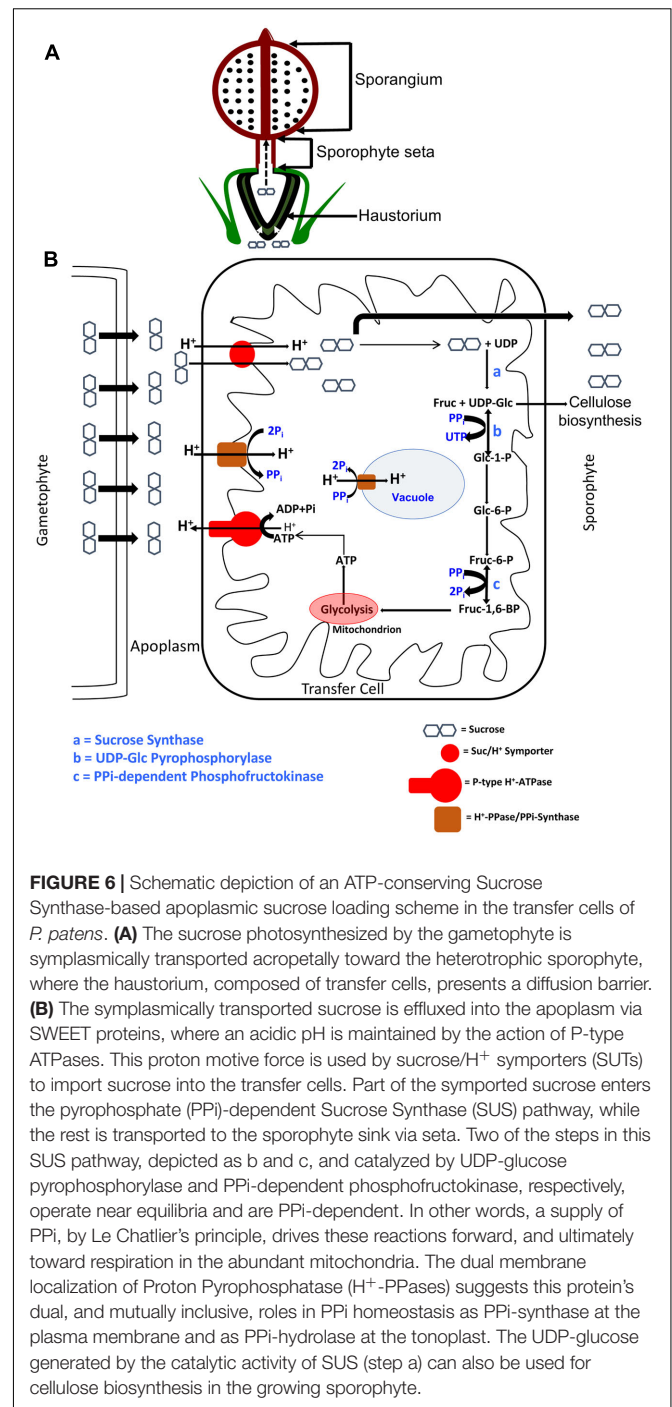 A
Sporangium
Sporophyte seta
Haustorium
B
H⁺
H⁺
+ UDP
a
Fruc + UDP-Glc
Cellulose
biosynthesis
PPᵢ
b
UTP
2Pᵢ
H⁺
H⁺
PPᵢ
Glc-1-P
2Pᵢ
H⁺
H⁺
PPᵢ
Vacuole
Glc-6-P
ADP+Pi
H⁺
H⁺
ATP
ATP
Fruc-6-P
PPᵢ
c
2Pᵢ
Fruc-1,6-BP
Glycolysis
Mitochondrion
Gametophyte
Sporophyte
Apoplasm
Transfer Cell
a = Sucrose Synthase
b = UDP-Glc Pyrophosphorylase
c = PPi-dependent Phosphofructokinase
= Sucrose
= Suc/H⁺ Symporter
= P-type H⁺-ATPase
= H⁺-PPase/PPi-Synthase
FIGURE 6 | Schematic depiction of an ATP-conserving Sucrose
Synthase-based apoplasmic sucrose loading scheme in the transfer cells of
P. patens. (A) The sucrose photosynthesized by the gametophyte is
symplasmically transported acropetally toward the heterotrophic sporophyte,
where the haustorium, composed of transfer cells, presents a diffusion barrier.
(B) The symplasmically transported sucrose is effluxed into the apoplasm via
SWEET proteins, where an acidic pH is maintained by the action of P-type
ATPases. This proton motive force is used by sucrose/H⁺ symporters (SUTs)
to import sucrose into the transfer cells. Part of the symported sucrose enters
the pyrophosphate (PPi)-dependent Sucrose Synthase (SUS) pathway, while
the rest is transported to the sporophyte sink via seta. Two of the steps in this
SUS pathway, depicted as b and c, and catalyzed by UDP-glucose
pyrophosphorylase and PPi-dependent phosphofructokinase, respectively,
operate near equilibria and are PPi-dependent. In other words, a supply of
PPi, by Le Chatlier's principle, drives these reactions forward, and ultimately
toward respiration in the abundant mitochondria. The dual membrane
localization of Proton Pyrophosphatase (H⁺-PPases) suggests this protein's
dual, and mutually inclusive, roles in PPi homeostasis as PPi-synthase at the
plasma membrane and as PPi-hydrolase at the tonoplast. The UDP-glucose
generated by the catalytic activity of SUS (step a) can also be used for
cellulose biosynthesis in the growing sporophyte.